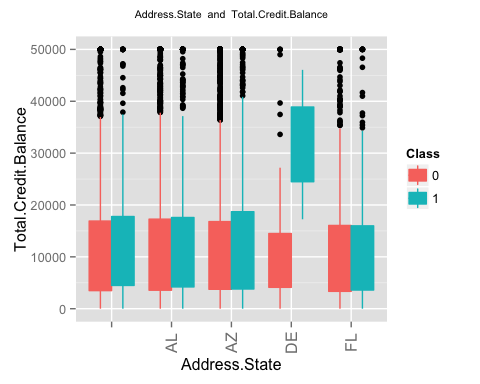 Address.State and Total.Credit.Balance
50000
40000
30000
20000
10000
0
Total.Credit.Balance
AL
AZ
DE
FL
Address.State
Class
0
1